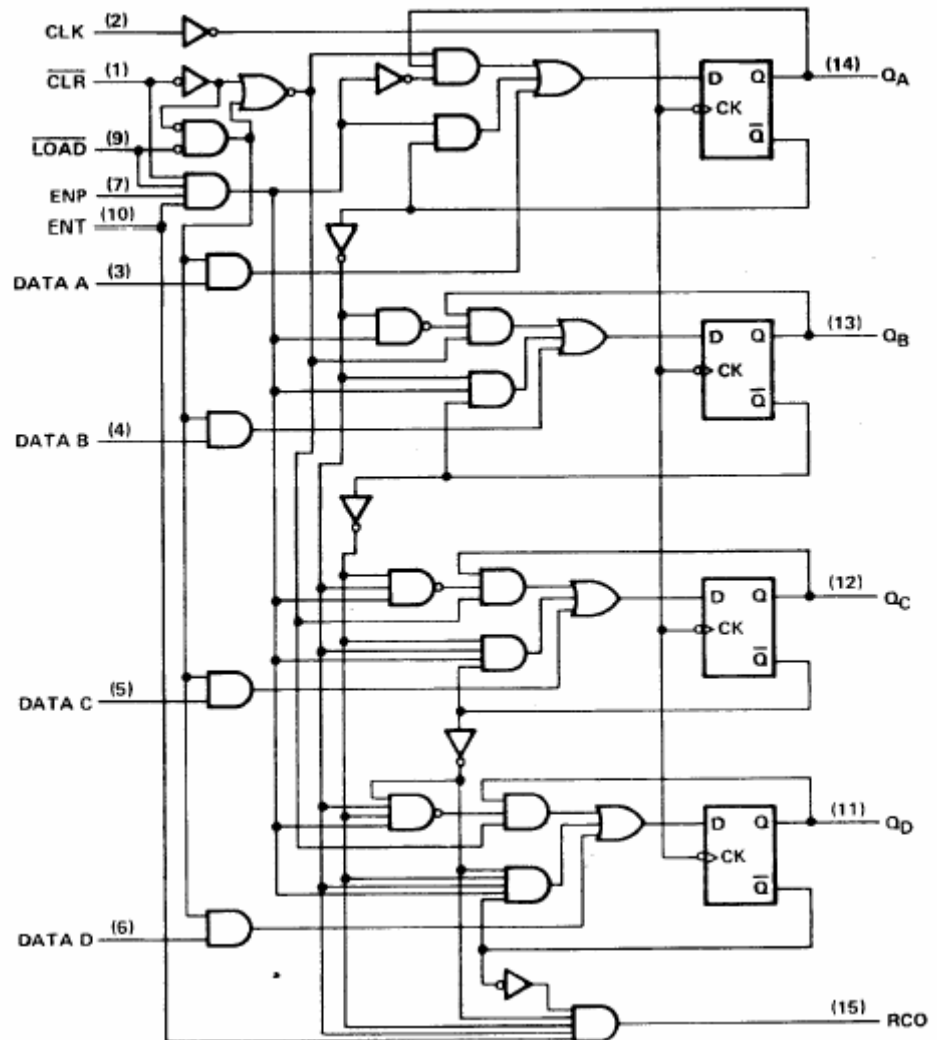 CLK (2)
CLR (1)
LOAD (9)
ENP (7)
ENT (10)
DATA A (3)
D Q (14) QA
CK
Q
DATA B (4)
D Q (13) QB
CK
Q
DATA C (5)
D Q (12) QC
CK
Q
DATA D (6)
D Q (11) QD
CK
Q
(15) RCO